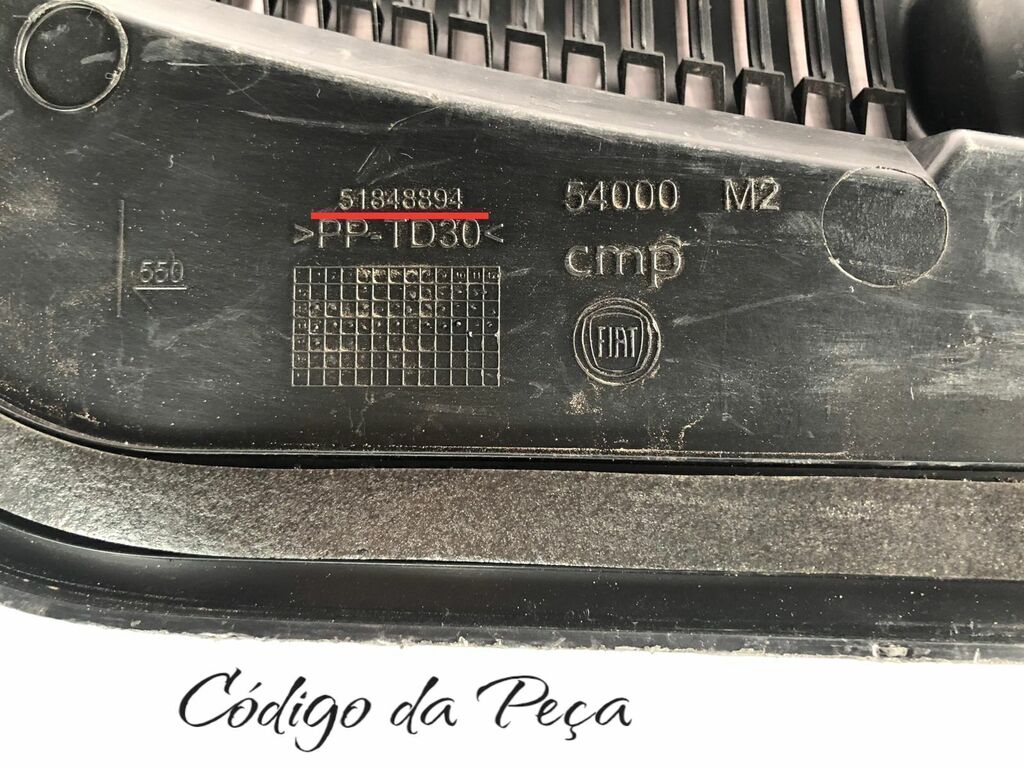 51848894
>PP-TD30<
550
54000 M2
cmp
FIAT
Código da Peça